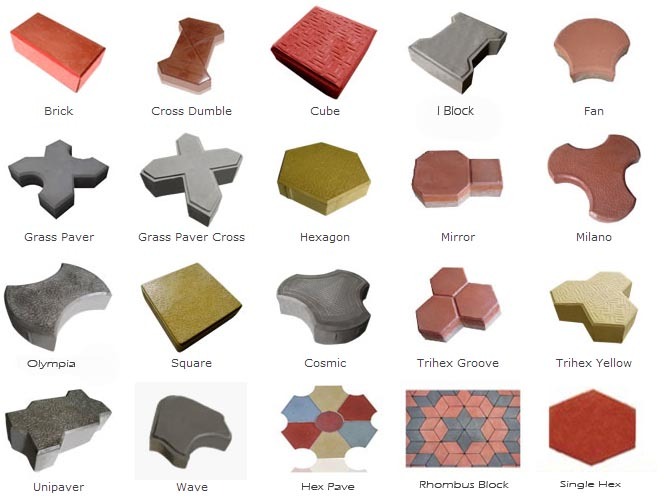 Brick
Cross Dumble
Cube
I Block
Fan
Grass Paver
Grass Paver Cross
Hexagon
Mirror
Milano
Olympia
Square
Cosmic
Trihex Groove
Trihex Yellow
Unipaver
Wave
Hex Pave
Rhombus Block
Single Hex